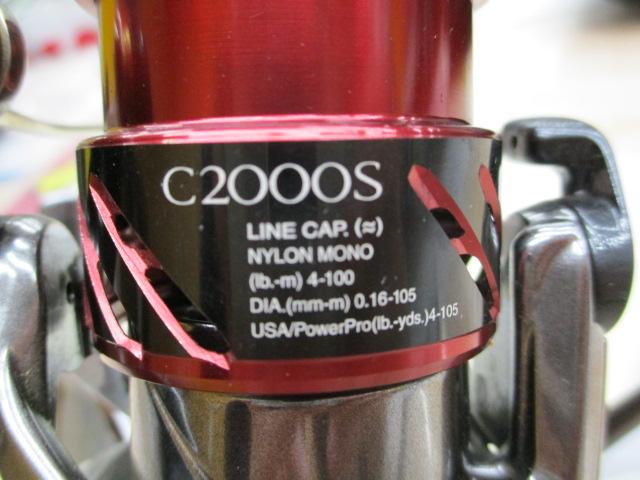 C2000S
LINE CAP. (≈)
NYLON MONO
(lb.-m) 4-100
DIA.(mm-m) 0.16-105
USA/PowerPro(lb.-yds.)4-105